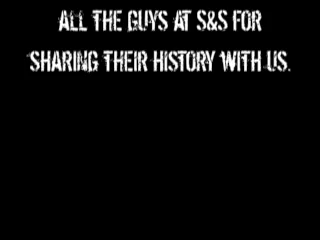 ALL THE GUYS AT S&S FOR
SHARING THEIR HISTORY WITH US.